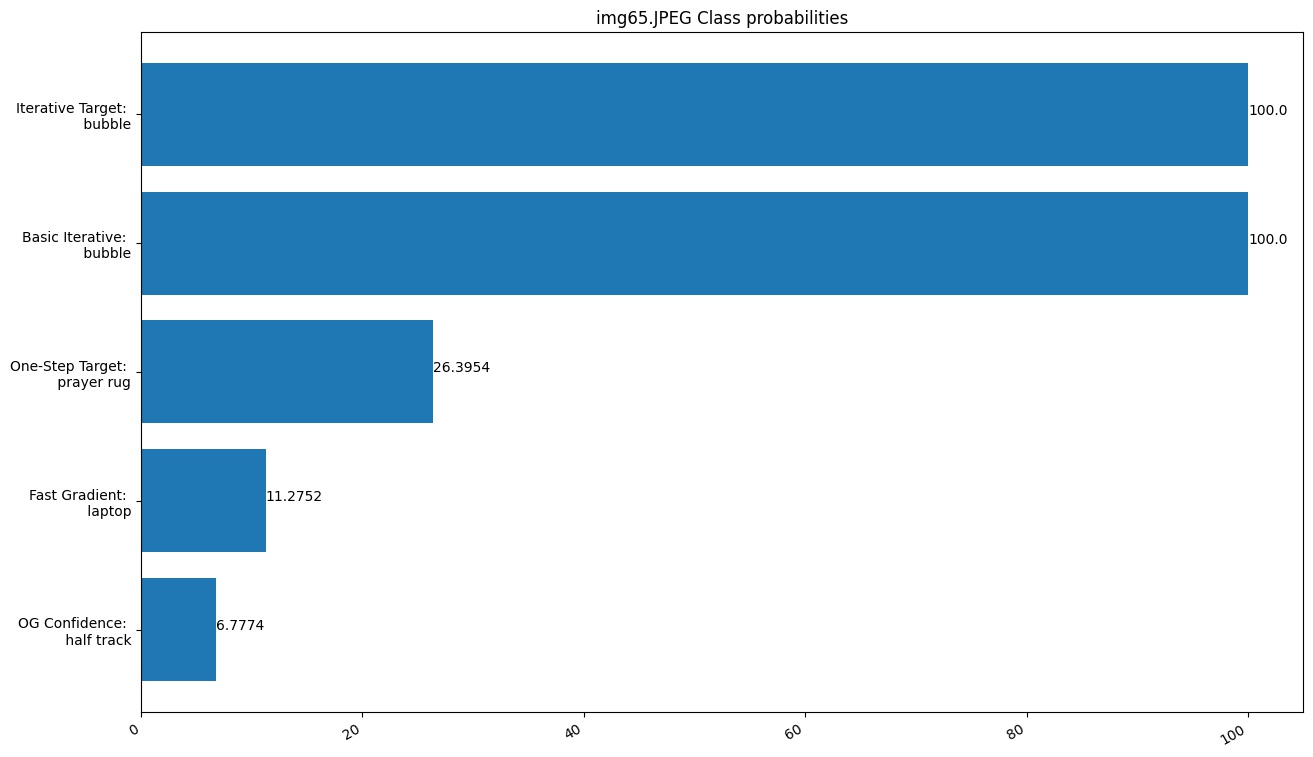 img65.JPEG Class probabilities
Iterative Target:
bubble
100.0
Basic Iterative:
bubble
100.0
One-Step Target:
prayer rug
26.3954
Fast Gradient:
laptop
11.2752
OG Confidence:
half track
6.7774
0
20
40
60
80
100